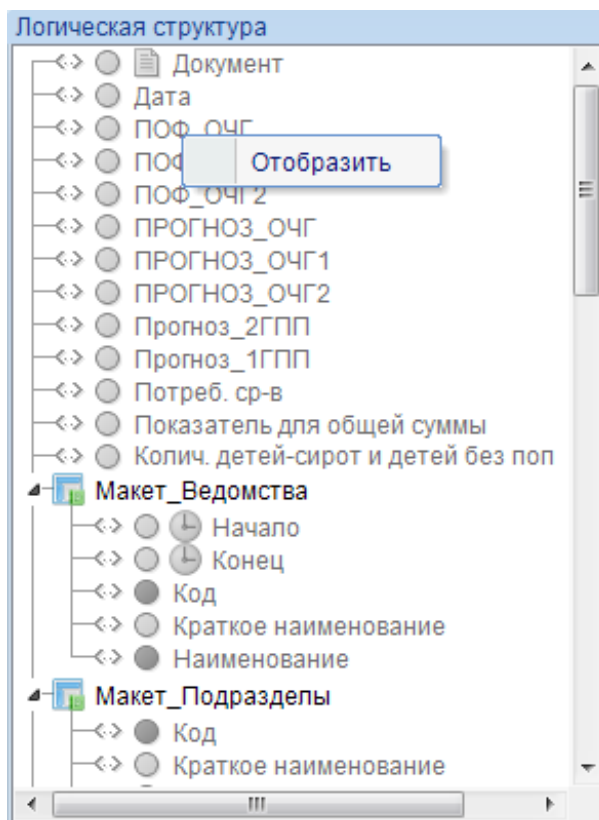 Логическая структура
Документ
Дата
ПОФ_ОЧГ
ПОФ
Отобразить
ПОФ_ОЧГ2
ПРОГНОЗ_ОЧГ
ПРОГНОЗ_ОЧГ1
ПРОГНОЗ_ОЧГ2
Прогноз_2ГПП
Прогноз_1ГПП
Потреб. ср-в
Показатель для общей суммы
Колич. детей-сирот и детей без поп
Макет_Ведомства
Начало
Конец
Код
Краткое наименование
Наименование
Макет_Подразделы
Код
Краткое наименование